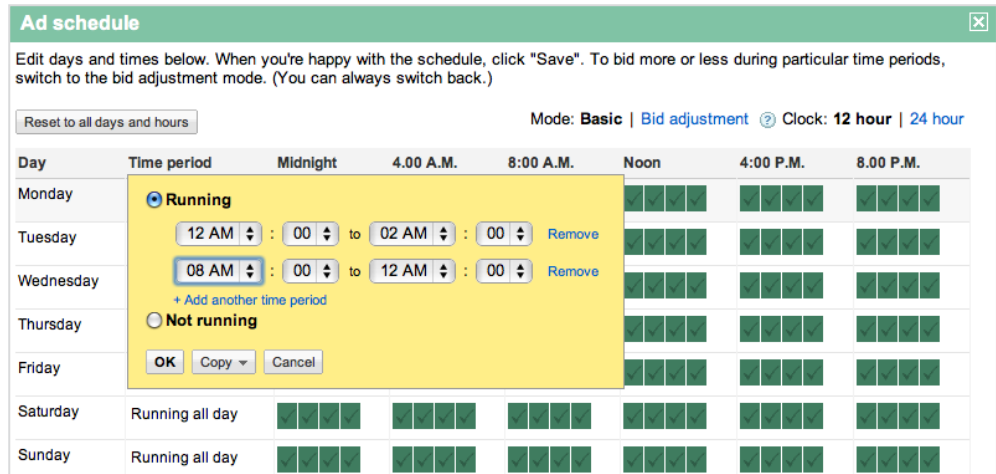 Ad schedule
Edit days and times below. When you're happy with the schedule, click "Save". To bid more or less during particular time periods,
switch to the bid adjustment mode. (You can always switch back.)
Reset to all days and hours
Mode: Basic | Bid adjustment ? Clock: 12 hour | 24 hour
Day Time period Midnight 4.00 A.M. 8:00 A.M. Noon 4:00 P.M. 8.00 P.M.
Monday
Running
Tuesday
12 AM : 00 to 02 AM : 00 Remove
Wednesday
08 AM : 00 to 12 AM : 00 Remove
+ Add another time period
Thursday
Not running
Friday
OK Copy Cancel
Saturday Running all day
Sunday Running all day